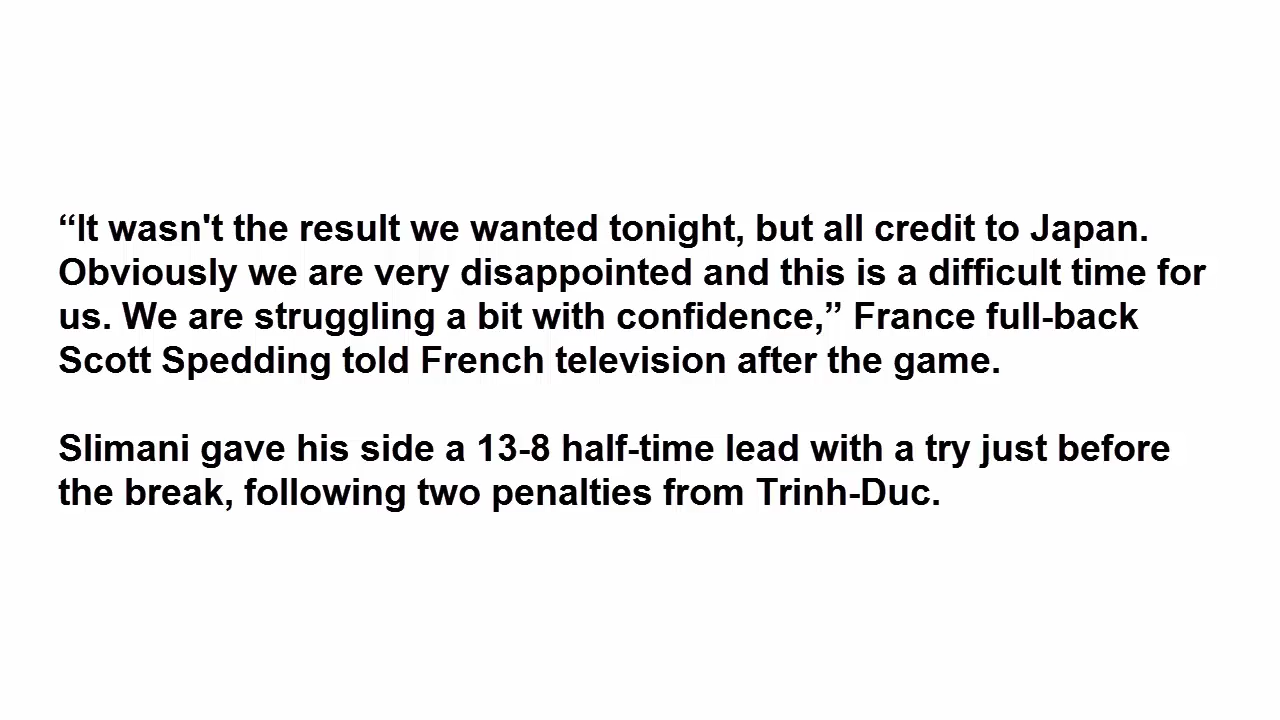 “It wasn't the result we wanted tonight, but all credit to Japan.
Obviously we are very disappointed and this is a difficult time for
us. We are struggling a bit with confidence,” France full-back
Scott Spedding told French television after the game.
Slimani gave his side a 13-8 half-time lead with a try just before
the break, following two penalties from Trinh-Duc.